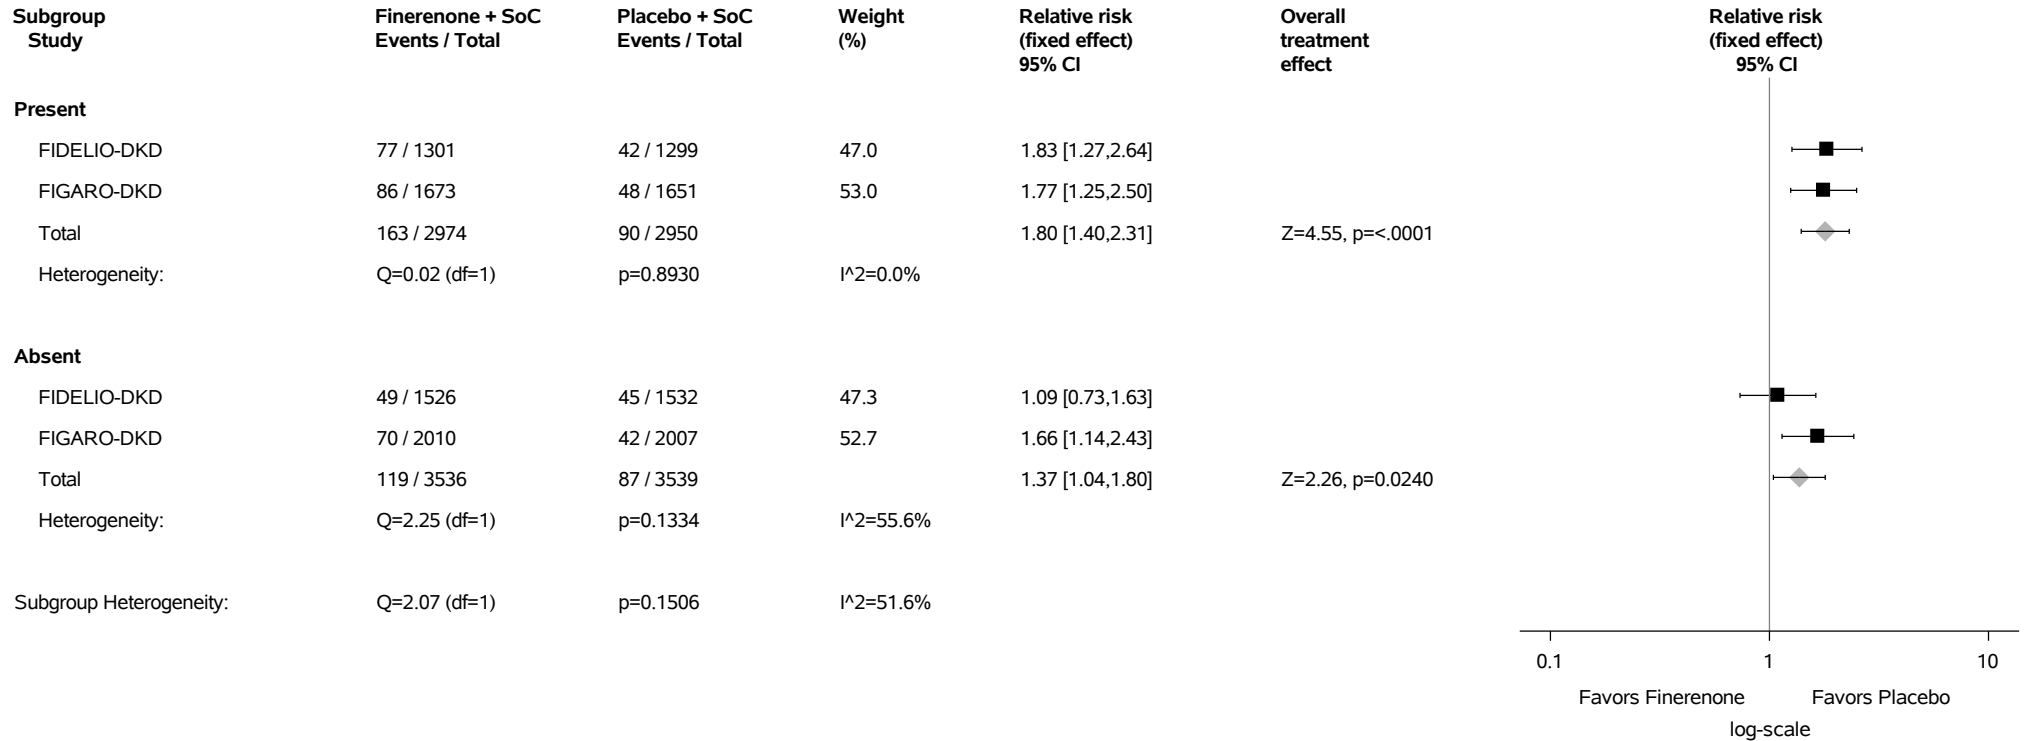 Subgroup Finerenone + SoC Placebo + SoC Weight Relative risk Overall Relative risk
Study Events / Total Events / Total (%) (fixed effect) treatment (fixed effect)
95% CI effect 95% CI
Present
FIDELIO-DKD 77 / 1301 42 / 1299 47.0 1.83 [1.27,2.64]
FIGARO-DKD 86 / 1673 48 / 1651 53.0 1.77 [1.25,2.50]
Total 163 / 2974 90 / 2950 1.80 [1.40,2.31] Z=4.55, p=<.0001
Heterogeneity: Q=0.02 (df=1) p=0.8930 I^2=0.0%
Absent
FIDELIO-DKD 49 / 1526 45 / 1532 47.3 1.09 [0.73,1.63]
FIGARO-DKD 70 / 2010 42 / 2007 52.7 1.66 [1.14,2.43]
Total 119 / 3536 87 / 3539 1.37 [1.04,1.80] Z=2.26, p=0.0240
Heterogeneity: Q=2.25 (df=1) p=0.1334 I^2=55.6%
Subgroup Heterogeneity: Q=2.07 (df=1) p=0.1506 I^2=51.6%
0.1 1 10
Favors Finerenone Favors Placebo
log-scale